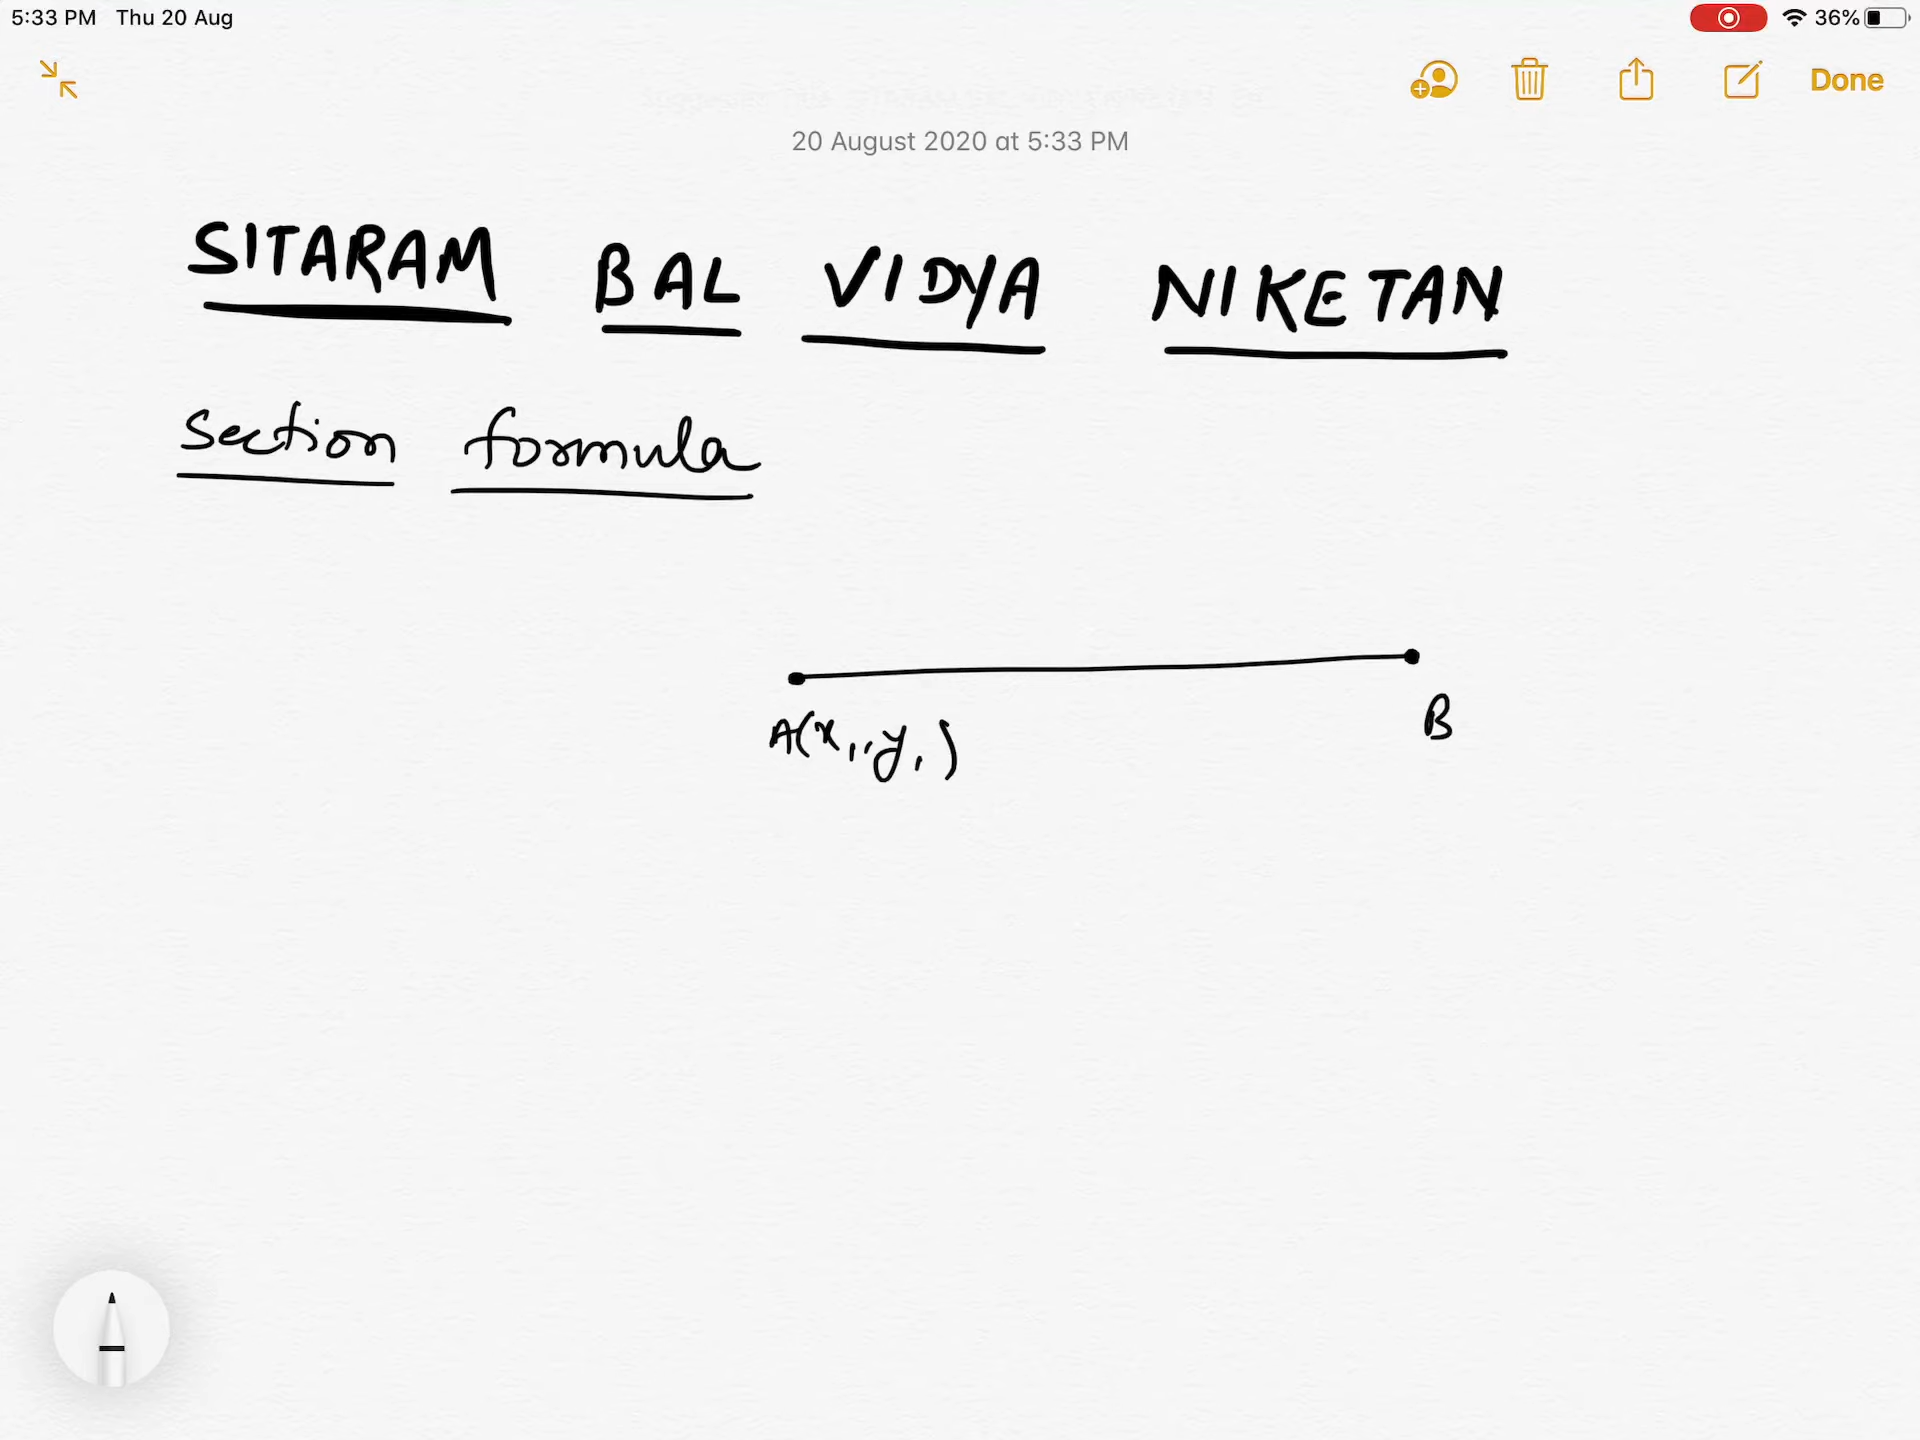 5:33 PM Thu 20 Aug 36%
Done
20 August 2020 at 5:33 PM
SITARAM BAL VIDYA NIKETAN
Section formula
A(x₁, y₁) B